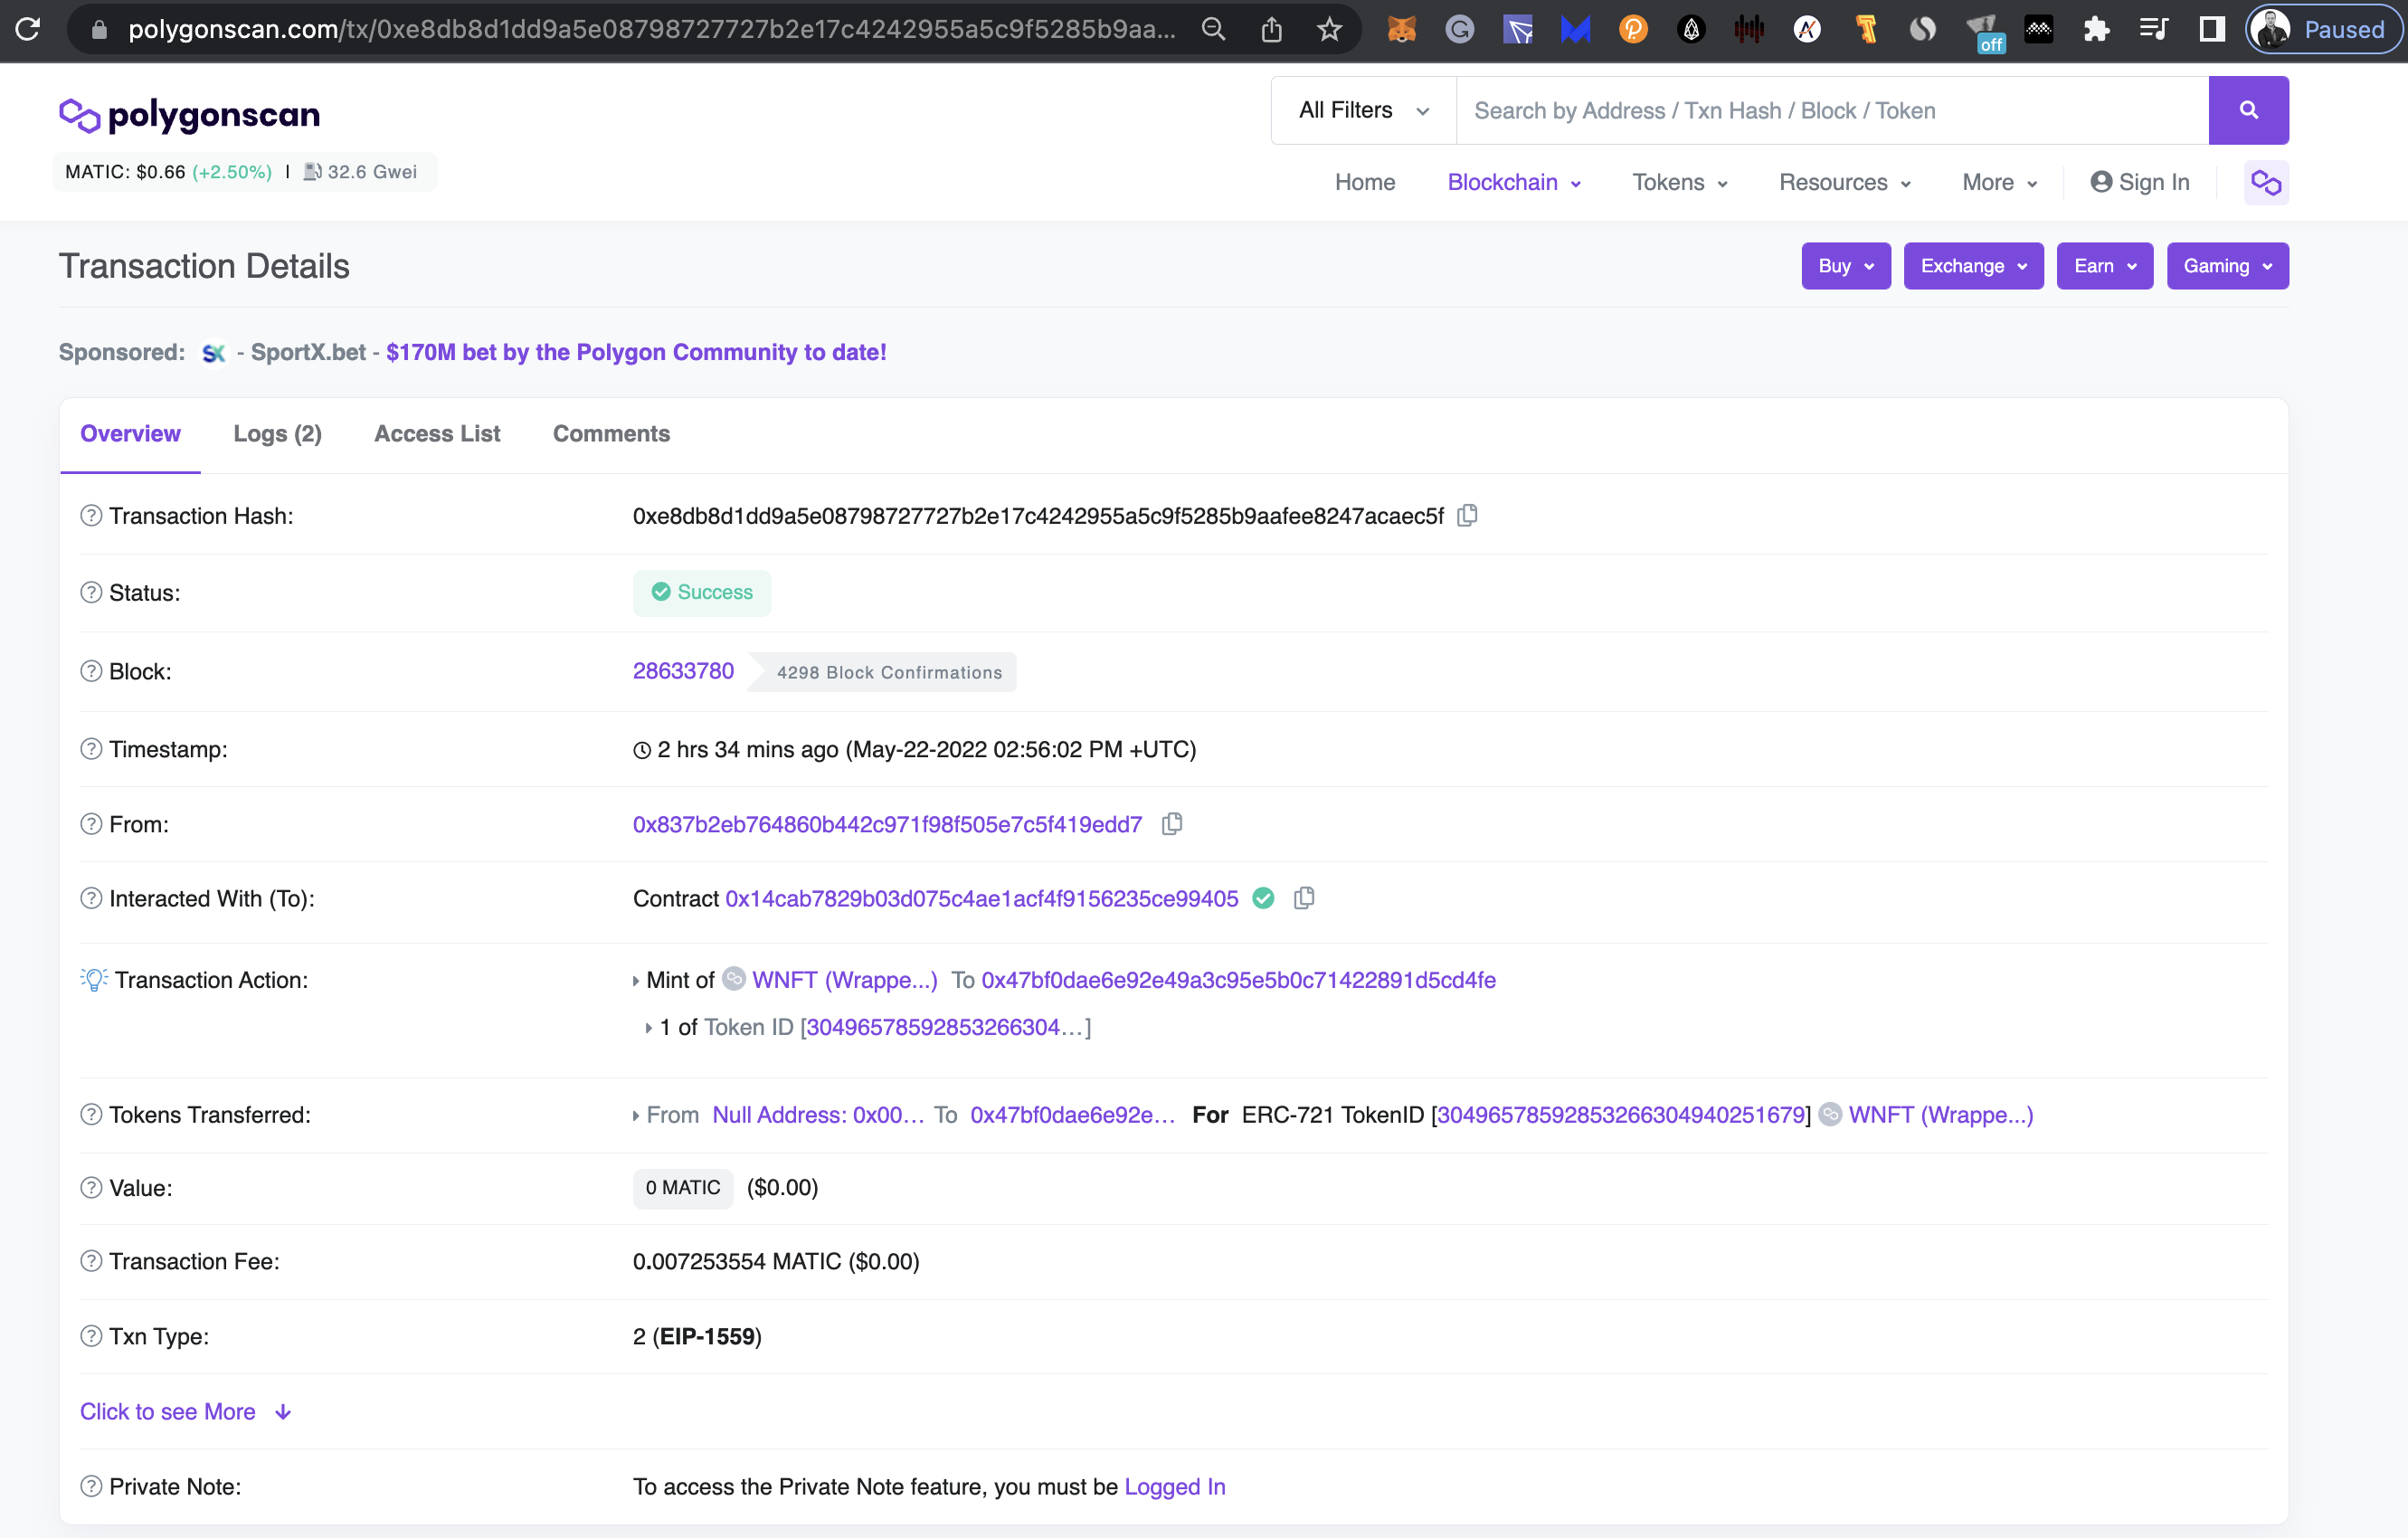 polygonscan.com/tx/0xe8db8d1dd9a5e08798727727b2e17c4242955a5c9f5285b9aa...
off
Paused
polygonscan
All Filters
Search by Address / Txn Hash / Block / Token
MATIC: $0.66 (+2.50%) | 32.6 Gwei
Home Blockchain Tokens Resources More Sign In
Transaction Details
Buy Exchange Earn Gaming
Sponsored: SX - SportX.bet - $170M bet by the Polygon Community to date!
Overview Logs (2) Access List Comments
Transaction Hash: 0xe8db8d1dd9a5e08798727727b2e17c4242955a5c9f5285b9aafee8247acaec5f
Status: Success
Block: 28633780 4298 Block Confirmations
Timestamp: 2 hrs 34 mins ago (May-22-2022 02:56:02 PM +UTC)
From: 0x837b2eb764860b442c971f98f505e7c5f419edd7
Interacted With (To): Contract 0x14cab7829b03d075c4ae1acf4f9156235ce99405
Transaction Action: Mint of WNFT (Wrappe...) To 0x47bf0dae6e92e49a3c95e5b0c71422891d5cd4fe
1 of Token ID [30496578592853266304...]
Tokens Transferred: From Null Address: 0x00... To 0x47bf0dae6e92e... For ERC-721 TokenID [30496578592853266304940251679] WNFT (Wrappe...)
Value: 0 MATIC ($0.00)
Transaction Fee: 0.007253554 MATIC ($0.00)
Txn Type: 2 (EIP-1559)
Click to see More
Private Note: To access the Private Note feature, you must be Logged In